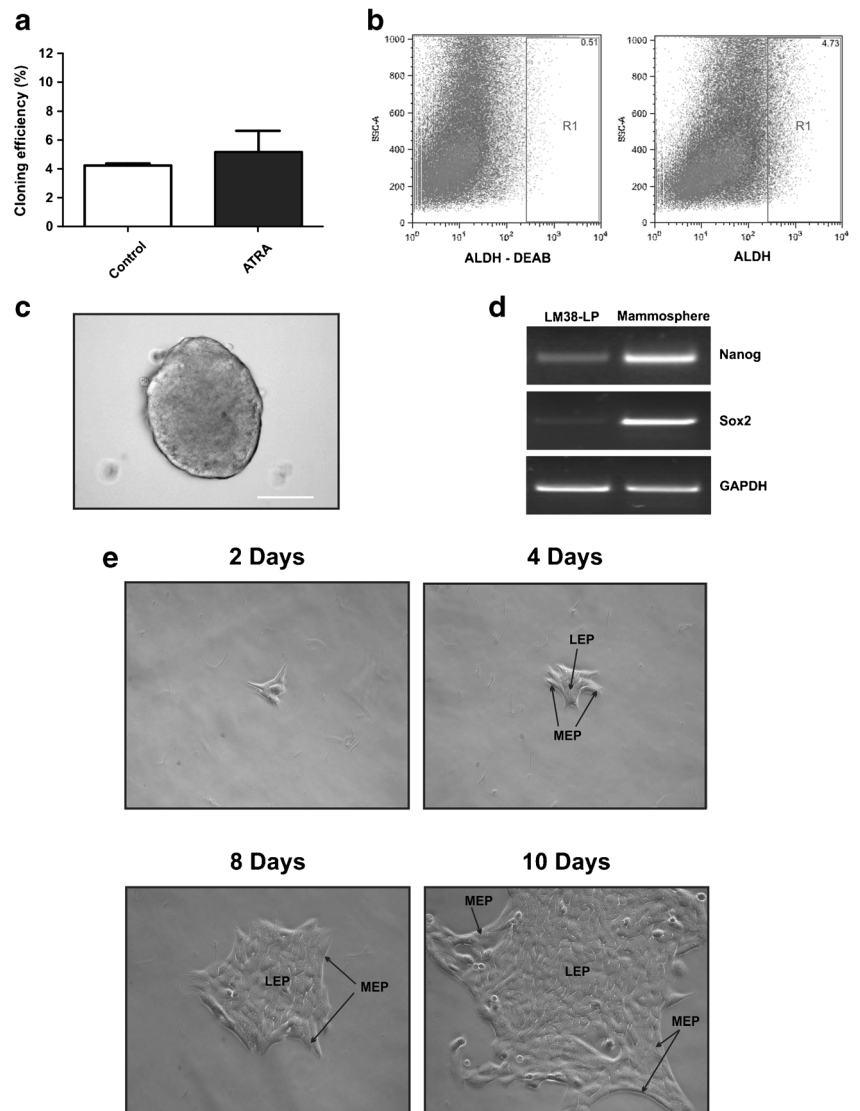 a
Cloning efficiency (%)
12
10
8
6
4
2
0
Control
ATRA
b
SSC-A
1000
800
600
400
200
0
0.51
R1
10⁰ 10¹ 10² 10³ 10⁴
ALDH - DEAB
SSC-A
1000
800
600
400
200
0
4.73
R1
10⁰ 10¹ 10² 10³ 10⁴
ALDH
c
d
LM38-LP Mammosphere
Nanog
Sox2
GAPDH
e
2 Days
4 Days
LEP
MEP
8 Days
LEP
MEP
10 Days
MEP
LEP
MEP